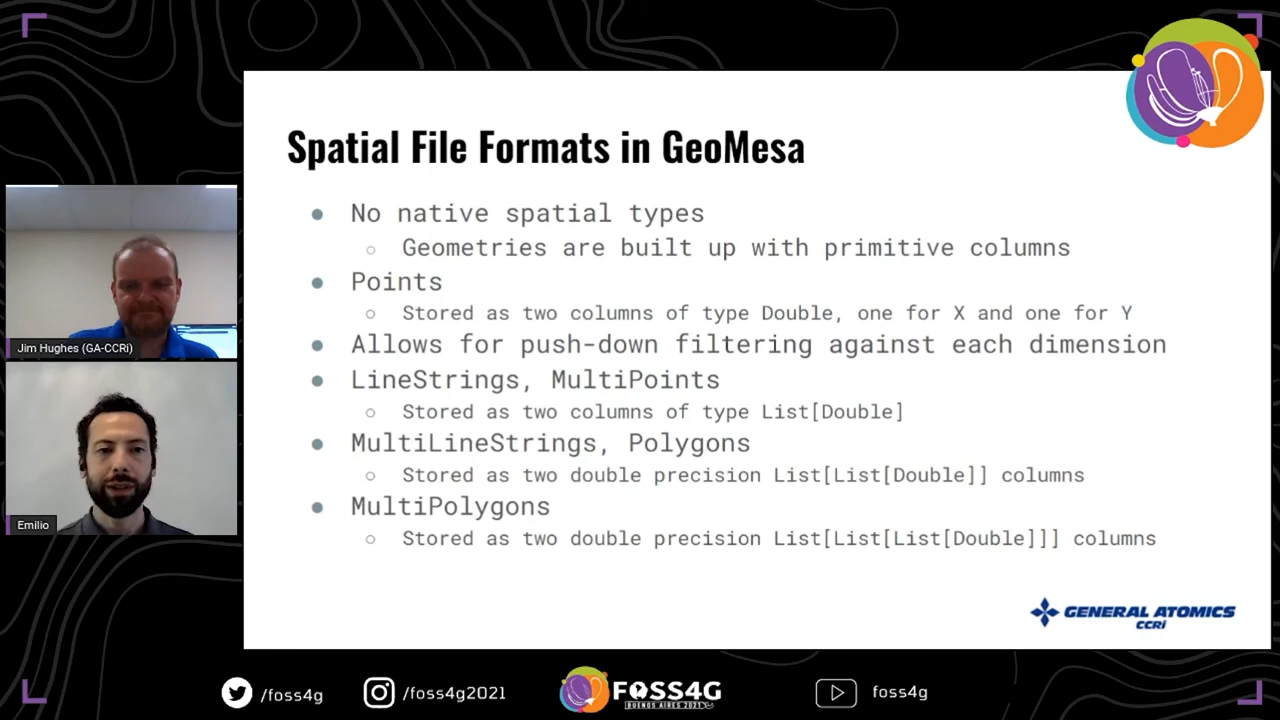 Spatial File Formats in GeoMesa
No native spatial types
Geometries are built up with primitive columns
Points
Stored as two columns of type Double, one for X and one for Y
Allows for push-down filtering against each dimension
LineStrings, MultiPoints
Stored as two columns of type List[Double]
MultiLineStrings, Polygons
Stored as two double precision List[List[Double]] columns
MultiPolygons
Stored as two double precision List[List[List[Double]]] columns
GENERAL ATOMICS
CCRi
Jim Hughes (GA-CCRi)
Emilio
/foss4g
/foss4g2021
FOSS4G
BUENOS AIRES 2021
foss4g